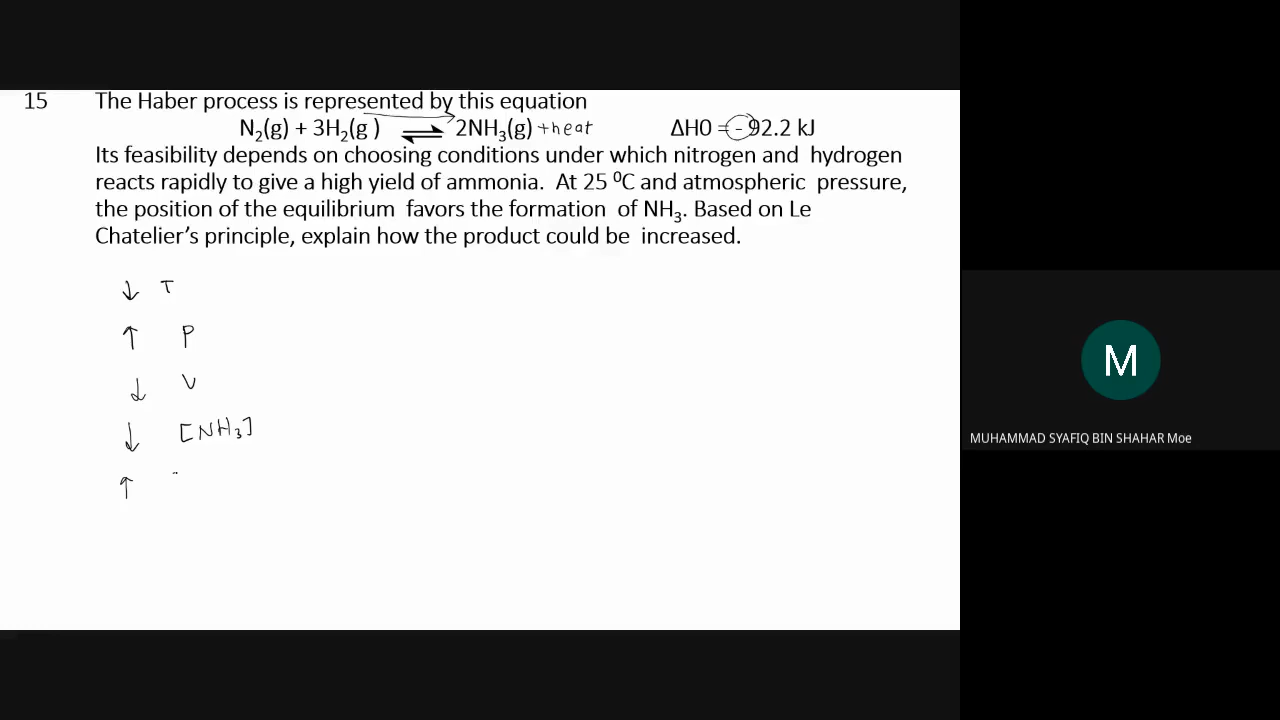 15 The Haber process is represented by this equation
N₂(g) + 3H₂(g ) ⇌ 2NH₃(g) + heat ΔH0 = - 92.2 kJ
Its feasibility depends on choosing conditions under which nitrogen and hydrogen
reacts rapidly to give a high yield of ammonia. At 25 ⁰C and atmospheric pressure,
the position of the equilibrium favors the formation of NH₃. Based on Le
Chatelier’s principle, explain how the product could be increased.
↓ T
↑ P
↓ V
↓ [NH₃]
↑
M
MUHAMMAD SYAFIQ BIN SHAHAR Moe